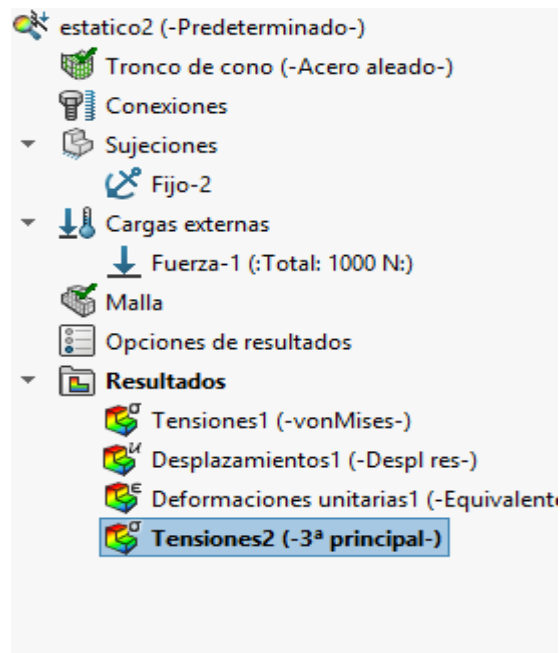 estatico2 (-Predeterminado-)
Tronco de cono (-Acero aleado-)
Conexiones
Sujeciones
Fijo-2
Cargas externas
Fuerza-1 (:Total: 1000 N:)
Malla
Opciones de resultados
Resultados
Tensiones1 (-vonMises-)
Desplazamientos1 (-Despl res-)
Deformaciones unitarias1 (-Equivalente
Tensiones2 (-3ª principal-)